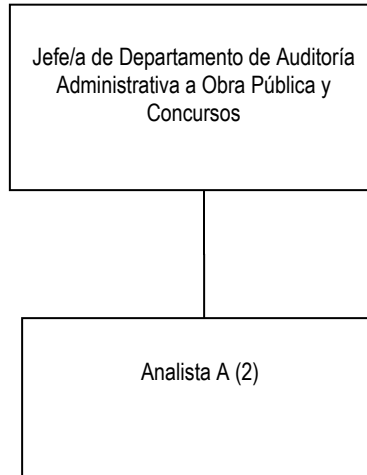 Jefe/a de Departamento de Auditoría
Administrativa a Obra Pública y
Concursos
Analista A (2)